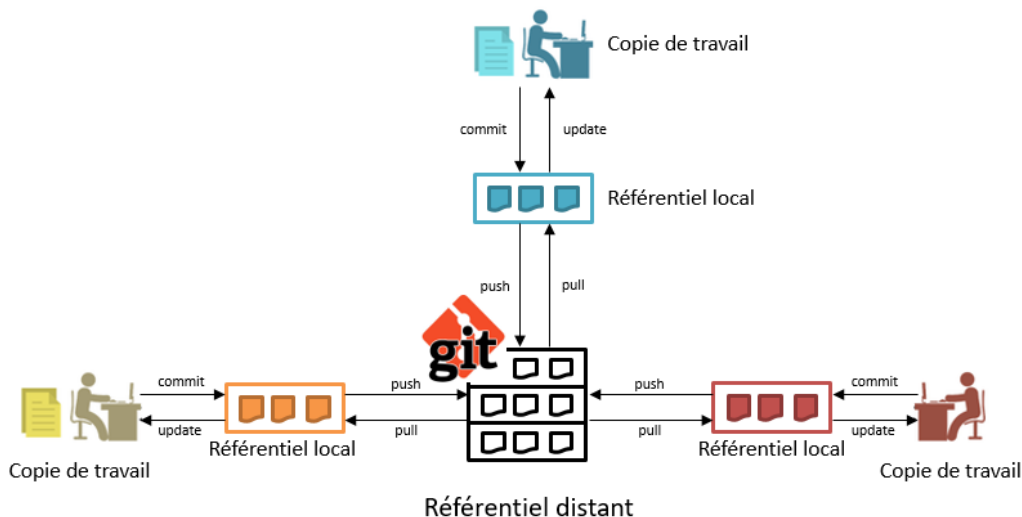 Copie de travail
commit
update
Référentiel local
push
pull
git
commit
push
push
commit
update
pull
pull
update
Référentiel local
Référentiel local
Copie de travail
Copie de travail
Référentiel distant